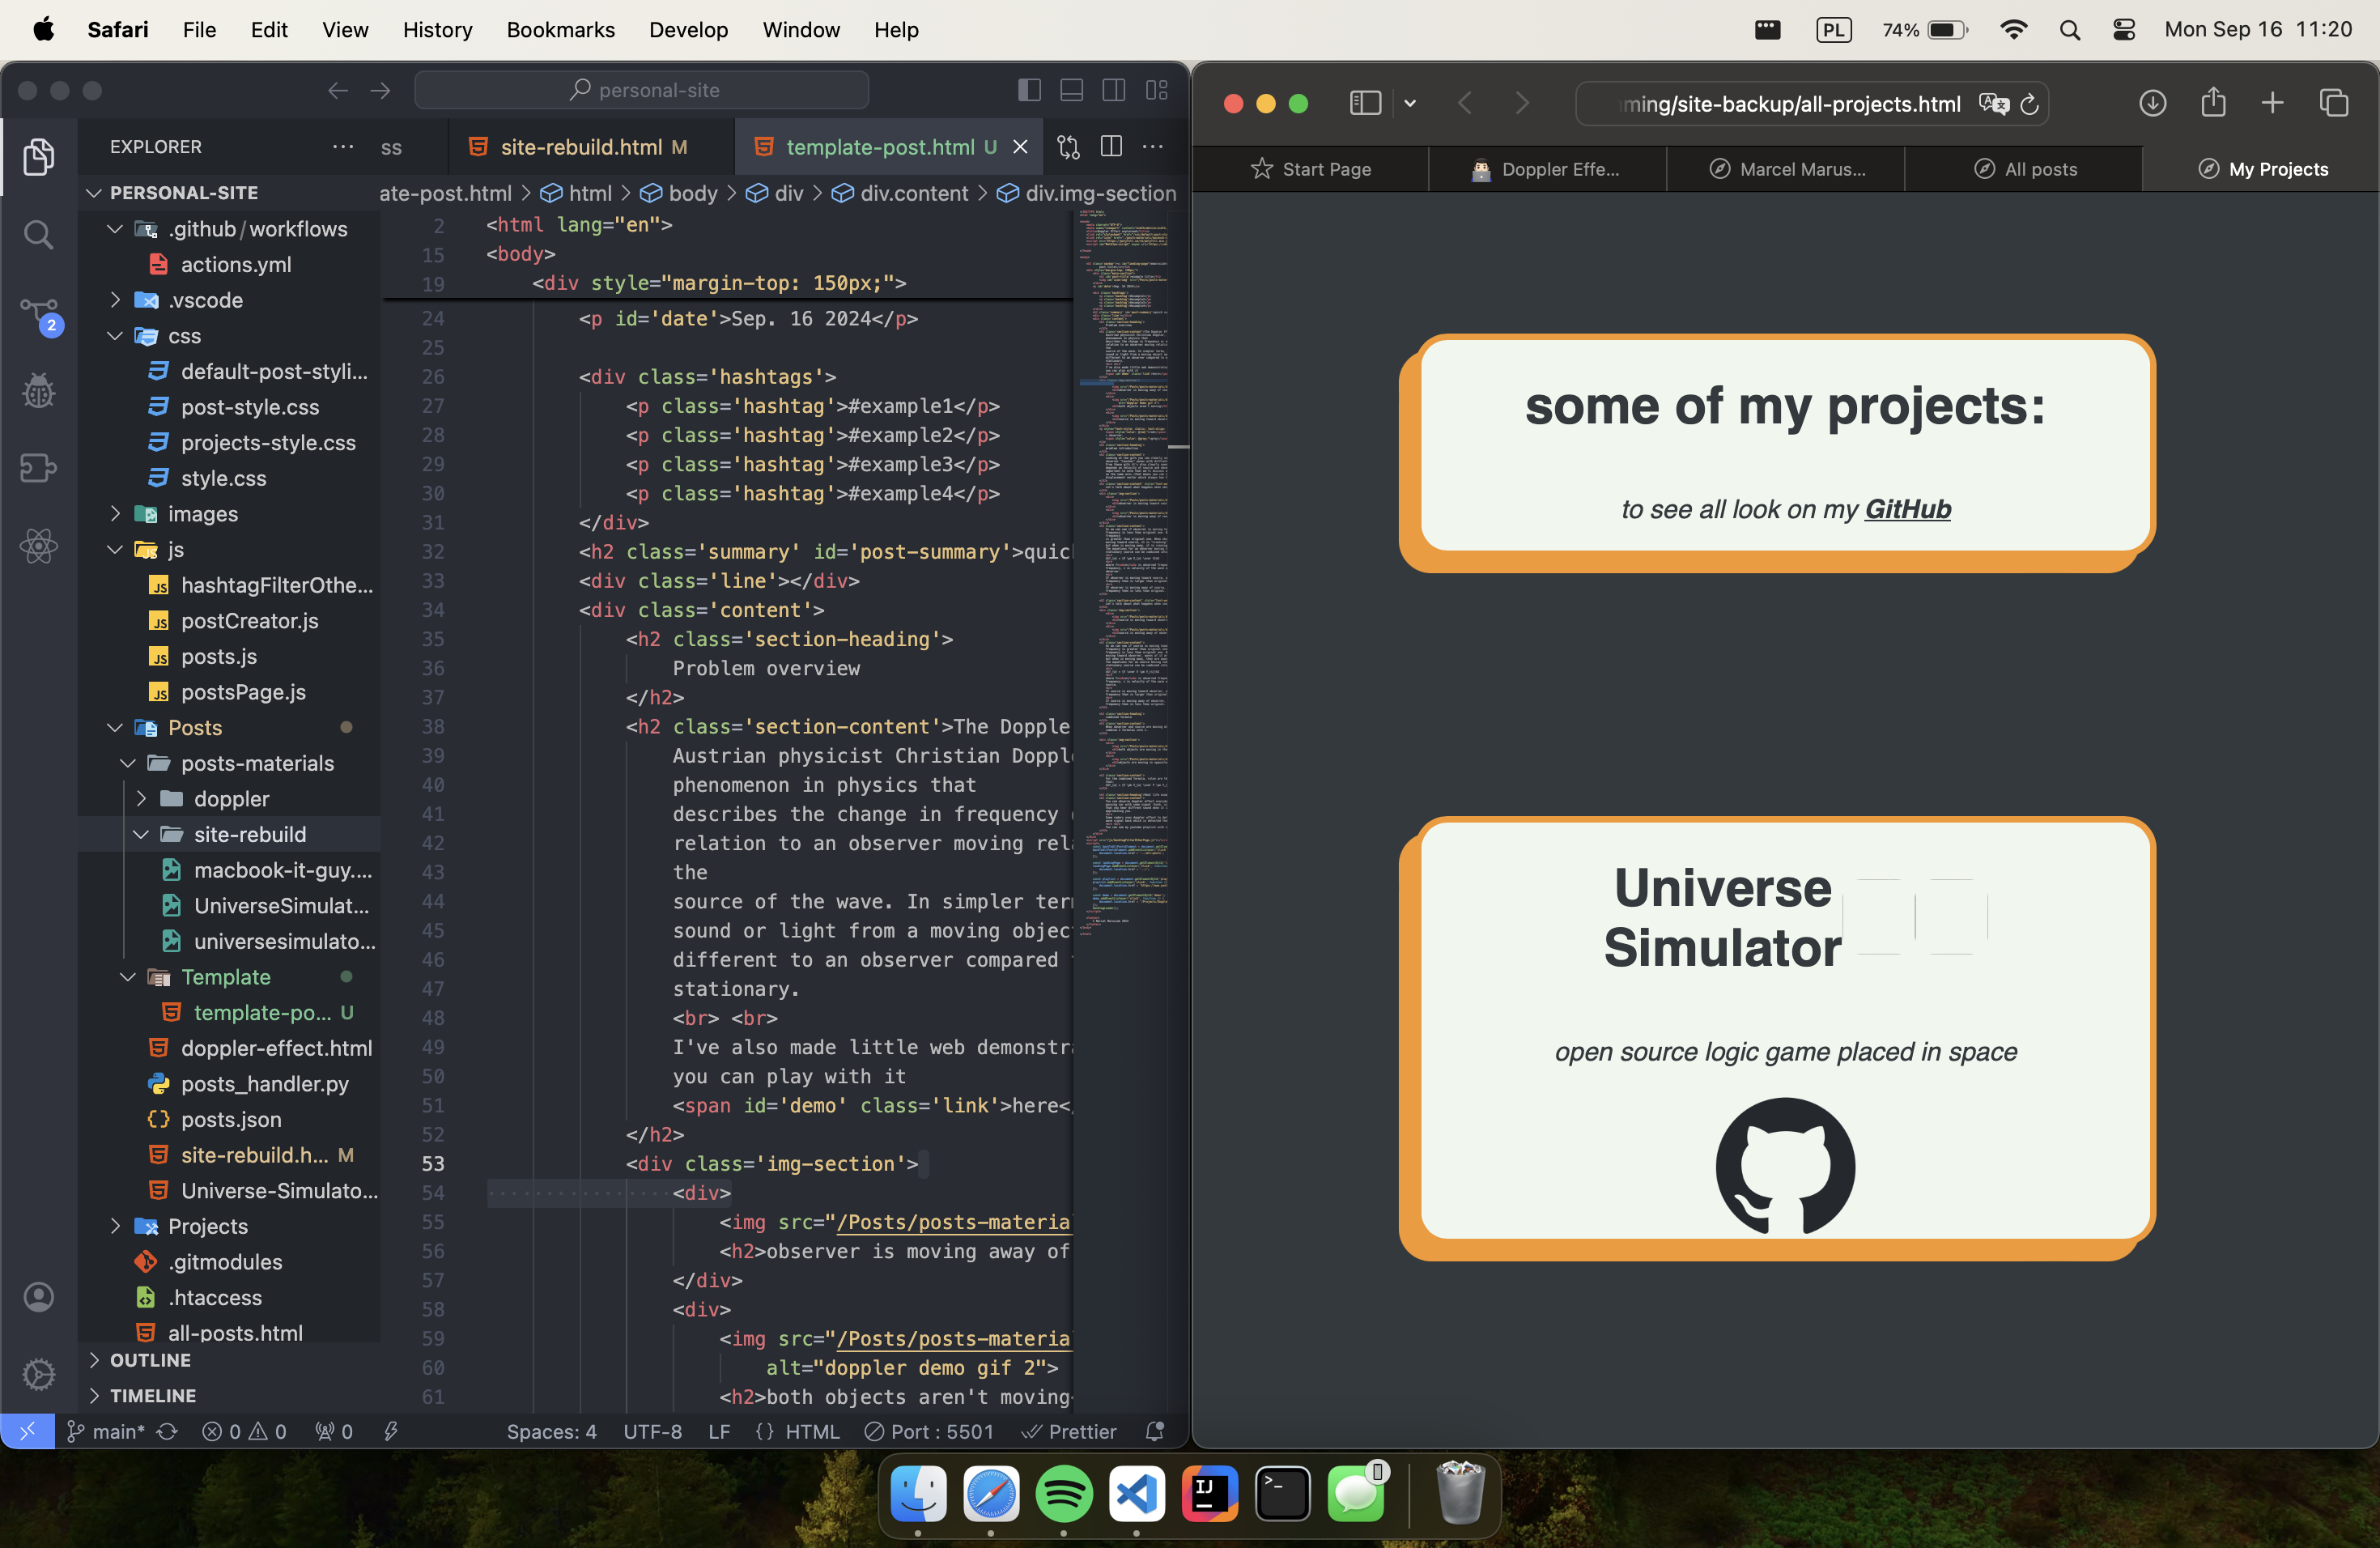 Safari File Edit View History Bookmarks Develop Window Help PL 74% Mon Sep 16 11:20
personal-site
EXPLORER
PERSONAL-SITE
.github/workflows
actions.yml
.vscode
css
default-post-styli...
post-style.css
projects-style.css
style.css
images
js
hashtagFilterOthe...
postCreator.js
posts.js
postsPage.js
Posts
posts-materials
doppler
site-rebuild
macbook-it-guy....
UniverseSimulat...
universesimulato...
Template
template-po... U
doppler-effect.html
posts_handler.py
posts.json
site-rebuild.h... M
Universe-Simulato...
Projects
.gitmodules
.htaccess
all-posts.html
OUTLINE
TIMELINE
2
ss site-rebuild.html M template-post.html U
ate-post.html > html > body > div > div.content > div.img-section
2 <html lang="en">
15 <body>
19 <div style="margin-top: 150px;">
24 <p id='date'>Sep. 16 2024</p>
25
26 <div class='hashtags'>
27 <p class='hashtag'>#example1</p>
28 <p class='hashtag'>#example2</p>
29 <p class='hashtag'>#example3</p>
30 <p class='hashtag'>#example4</p>
31 </div>
32 <h2 class='summary' id='post-summary'>quic
33 <div class='line'></div>
34 <div class='content'>
35 <h2 class='section-heading'>
36 Problem overview
37 </h2>
38 <h2 class='section-content'>The Dopple
39 Austrian physicist Christian Doppl
40 phenomenon in physics that
41 describes the change in frequency
42 relation to an observer moving rel
43 the
44 source of the wave. In simpler ter
45 sound or light from a moving objec
46 different to an observer compared
47 stationary.
48 <br> <br>
49 I've also made little web demonstr
50 you can play with it
51 <span id='demo' class='link'>here<
52 </h2>
53 <div class='img-section'>
54 <div>
55 <img src="/Posts/posts-materia
56 <h2>observer is moving away of
57 </div>
58 <div>
59 <img src="/Posts/posts-materia
60 alt="doppler demo gif 2">
61 <h2>both objects aren't moving
main* 0 0 0 Spaces: 4 UTF-8 LF {} HTML Port : 5501 Prettier
ming/site-backup/all-projects.html
Start Page Doppler Effe... Marcel Marus... All posts My Projects
some of my projects:
to see all look on my GitHub
Universe
Simulator
open source logic game placed in space
IJ